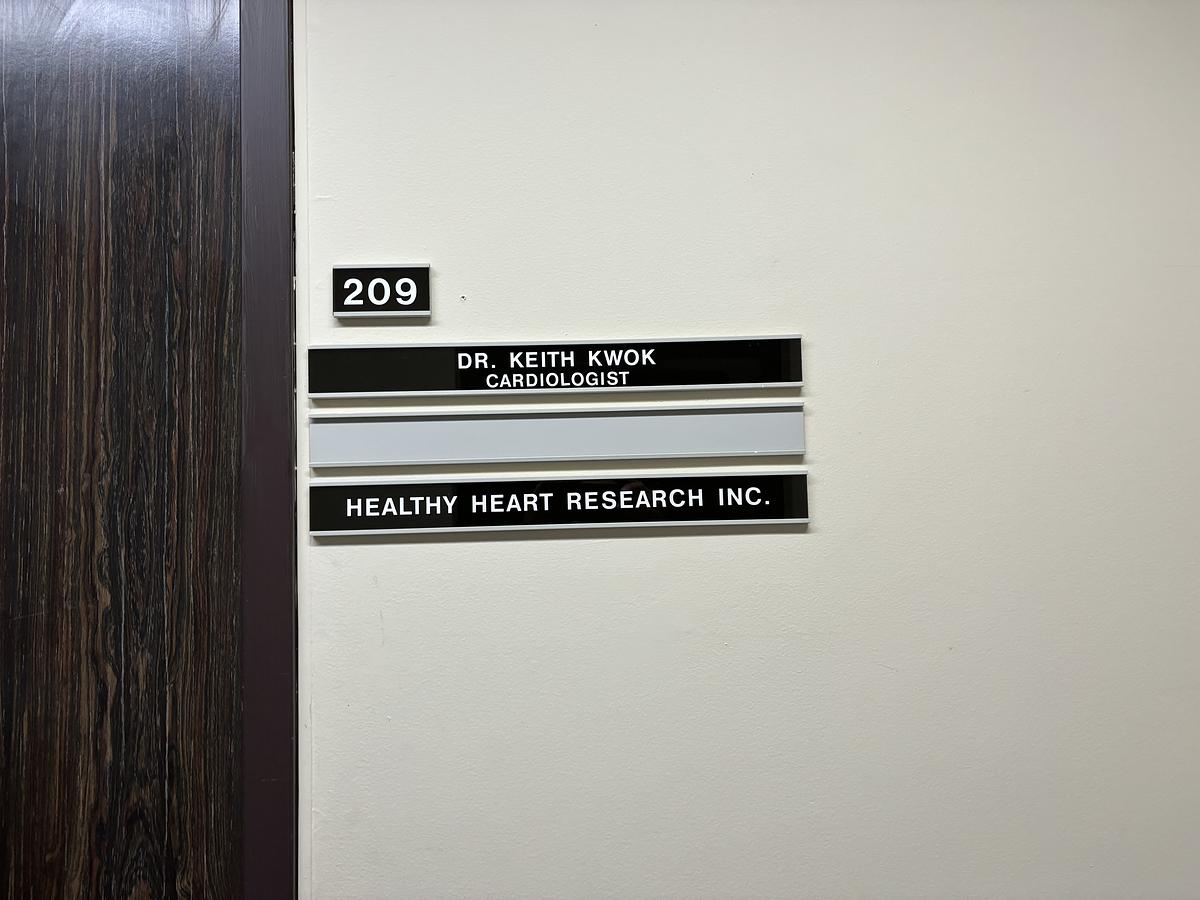 209
DR. KEITH KWOK
CARDIOLOGIST
HEALTHY HEART RESEARCH INC.